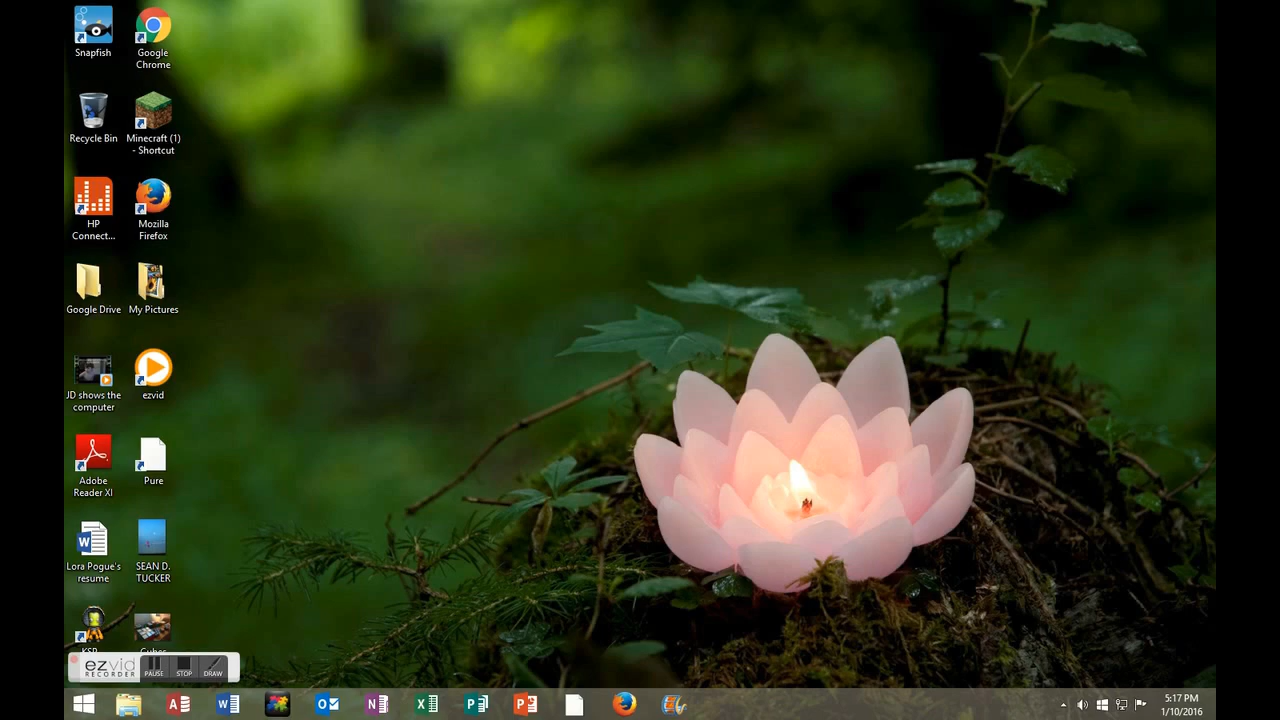 Snapfish
Google
Chrome
Recycle Bin
Minecraft (1)
- Shortcut
HP
Connect...
Mozilla
Firefox
Google Drive
My Pictures
JD shows the
computer
ezvid
Adobe
Reader XI
Pure
Lora Pogue's
resume
SEAN D.
TUCKER
KSP
Cubes
ezvid
RECORDER
PAUSE
STOP
DRAW
5:17 PM
1/10/2016